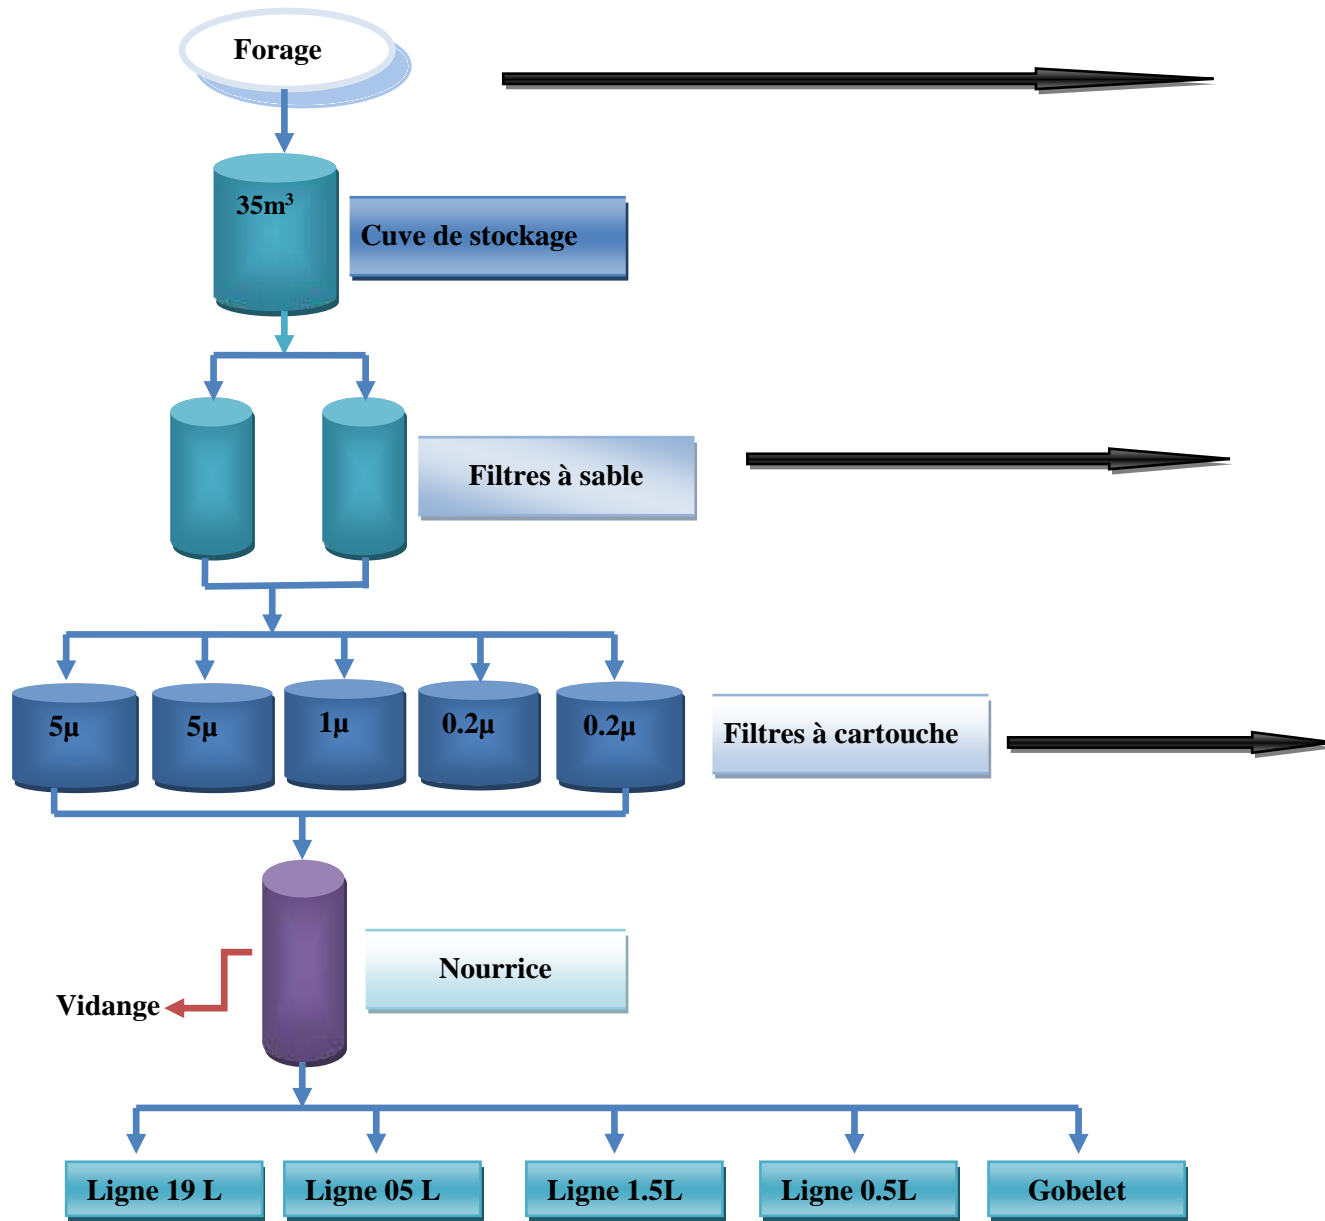 Forage
35m³
Cuve de stockage
Filtres à sable
5µ
5µ
1µ
0.2µ
0.2µ
Filtres à cartouche
Nourrice
Vidange
Ligne 19 L
Ligne 05 L
Ligne 1.5L
Ligne 0.5L
Gobelet